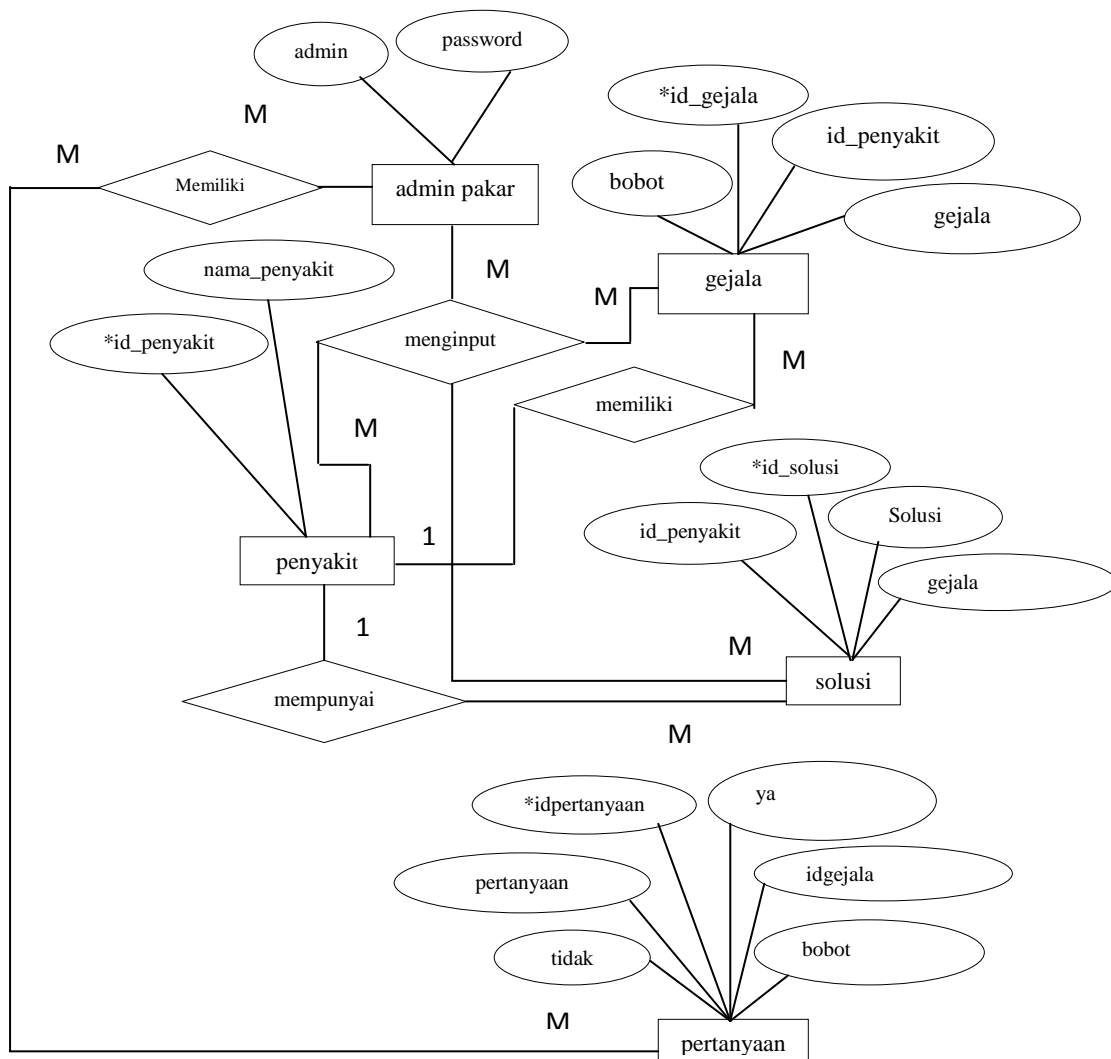 admin
password
*id_gejala
id_penyakit
bobot
gejala
M
M
Memiliki
admin pakar
nama_penyakit
M
gejala
M
*id_penyakit
menginput
M
memiliki
M
*id_solusi
Solusi
id_penyakit
gejala
penyakit
1
1
M
solusi
mempunyai
M
*idpertanyaan
ya
pertanyaan
idgejala
tidak
bobot
M
pertanyaan